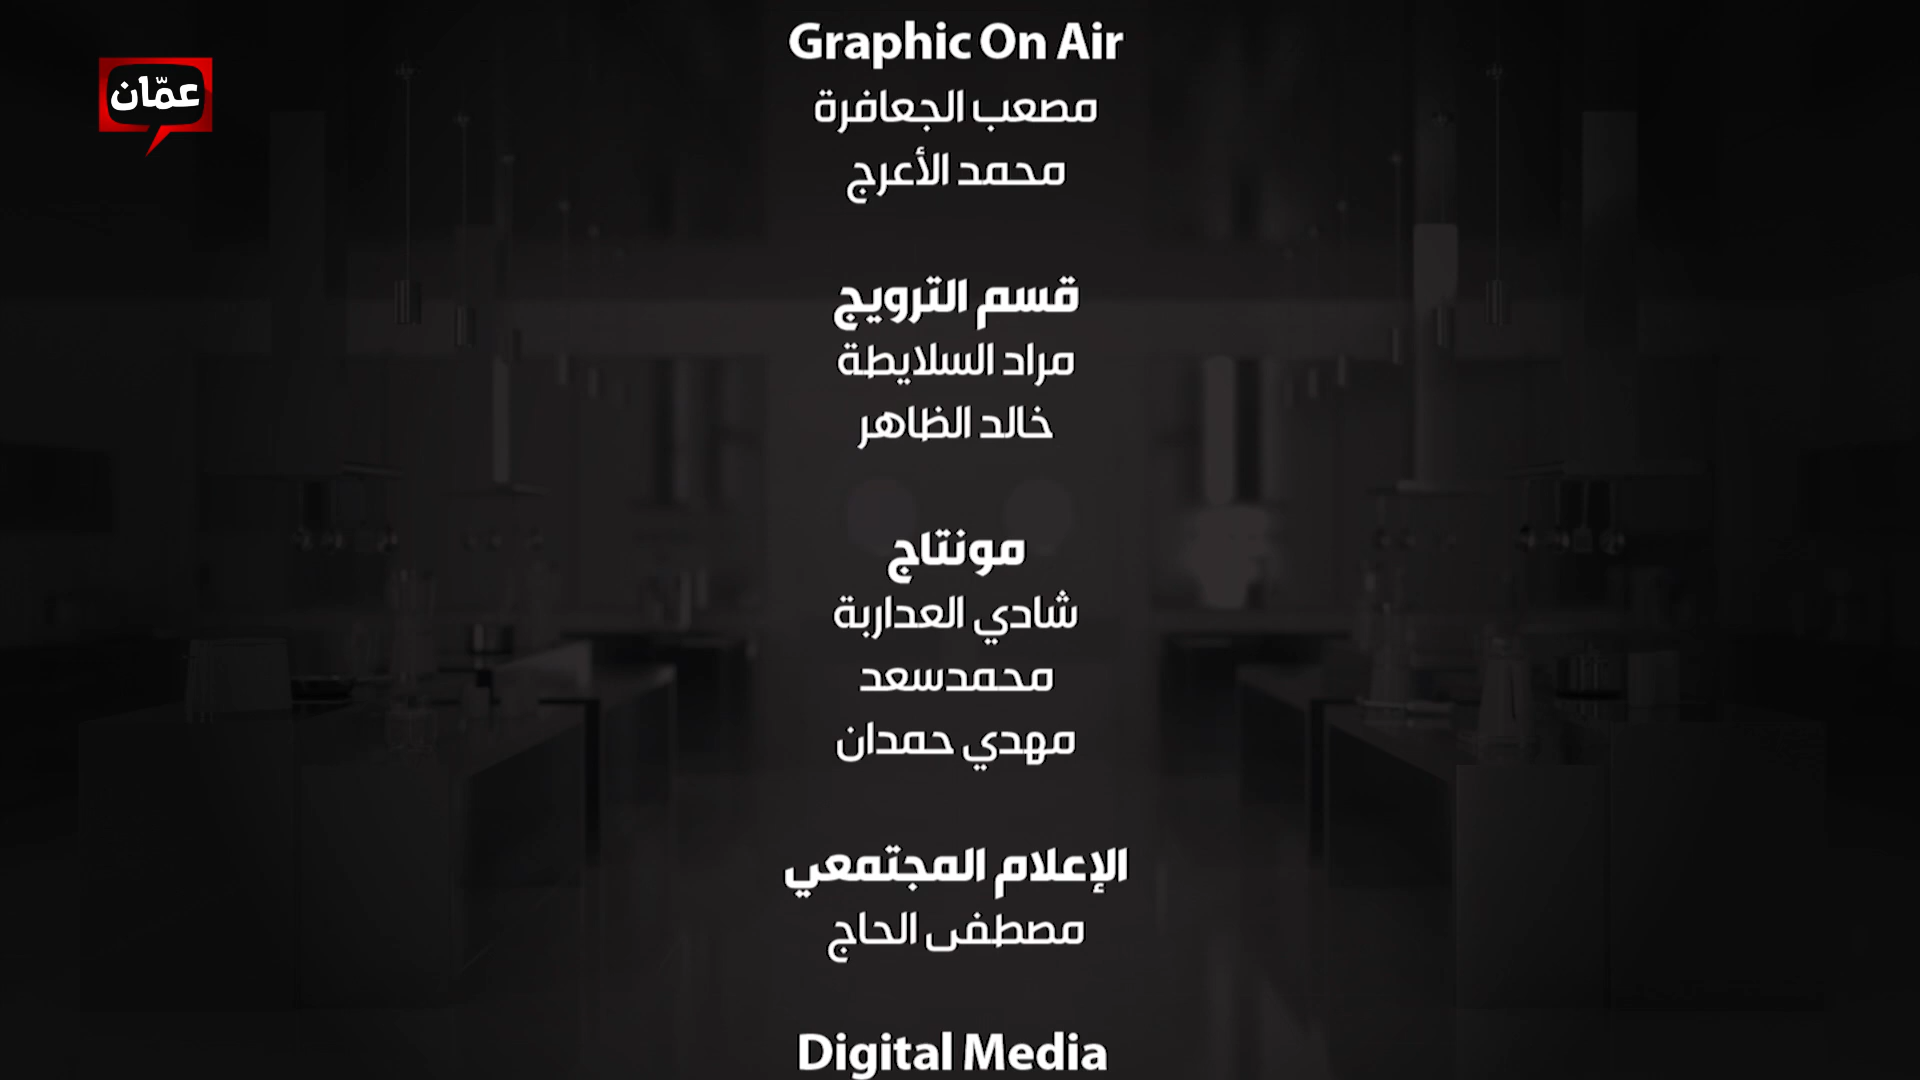 Graphic On Air
عمّان
مصعب الجعافرة
محمد الأعرج
قسم الترويج
مراد السلايطة
خالد الظاهر
مونتاج
شادي العداربة
محمدسعد
مهدي حمدان
الإعلام المجتمعي
مصطفى الحاج
Digital Media